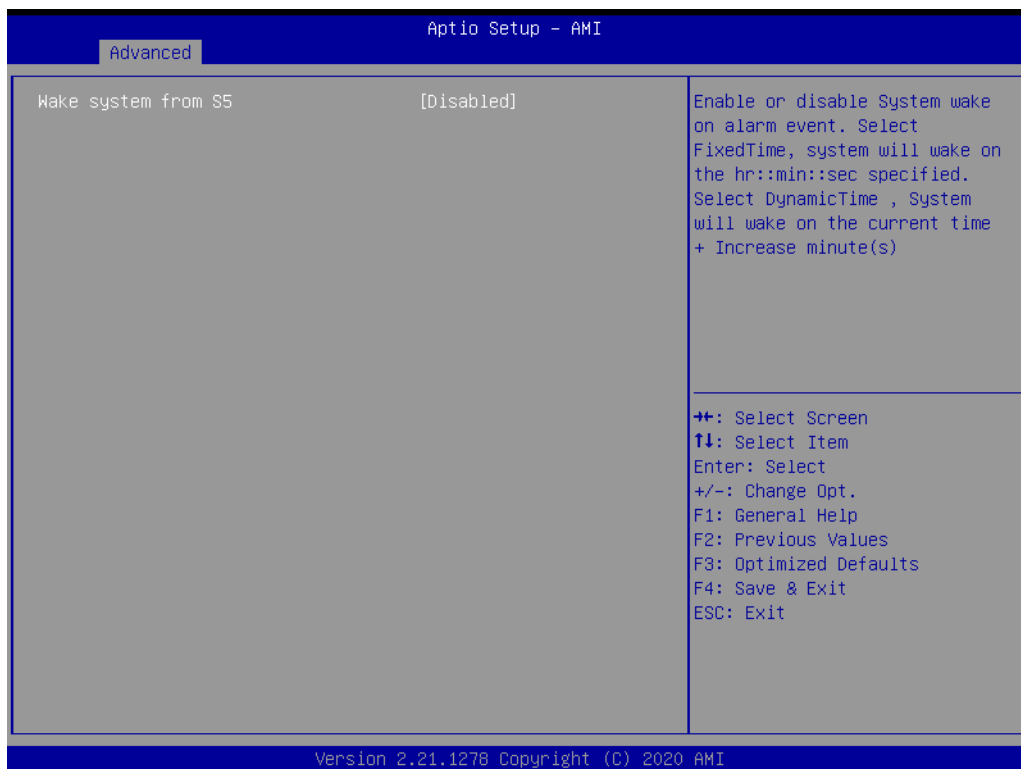 Aptio Setup – AMI
Advanced
Wake system from S5 [Disabled]
Enable or disable System wake
on alarm event. Select
FixedTime, system will wake on
the hr::min::sec specified.
Select DynamicTime , System
will wake on the current time
+ Increase minute(s)
→←: Select Screen
↑↓: Select Item
Enter: Select
+/-: Change Opt.
F1: General Help
F2: Previous Values
F3: Optimized Defaults
F4: Save & Exit
ESC: Exit
Version 2.21.1278 Copyright (C) 2020 AMI